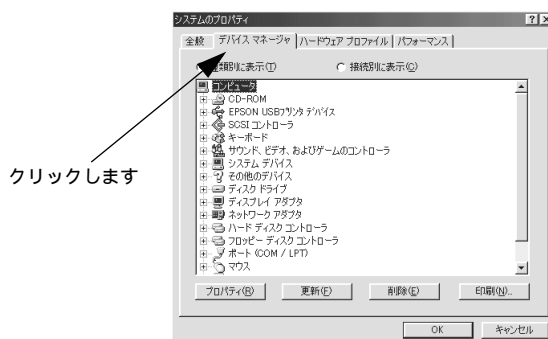 システムのプロパティ
全般 デバイス マネージャ ハードウェア プロファイル パフォーマンス
種類別に表示(T) 接続別に表示(C)
コンピュータ
CD-ROM
EPSON USBプリンタ デバイス
SCSI コントローラ
キーボード
サウンド、ビデオ、およびゲームのコントローラ
システム デバイス
その他のデバイス
ディスク ドライブ
ディスプレイ アダプタ
ネットワーク アダプタ
ハード ディスク コントローラ
フロッピー ディスク コントローラ
ポート (COM / LPT)
マウス
クリックします
プロパティ(R) 更新(F) 削除(E) 印刷(N)...
OK キャンセル